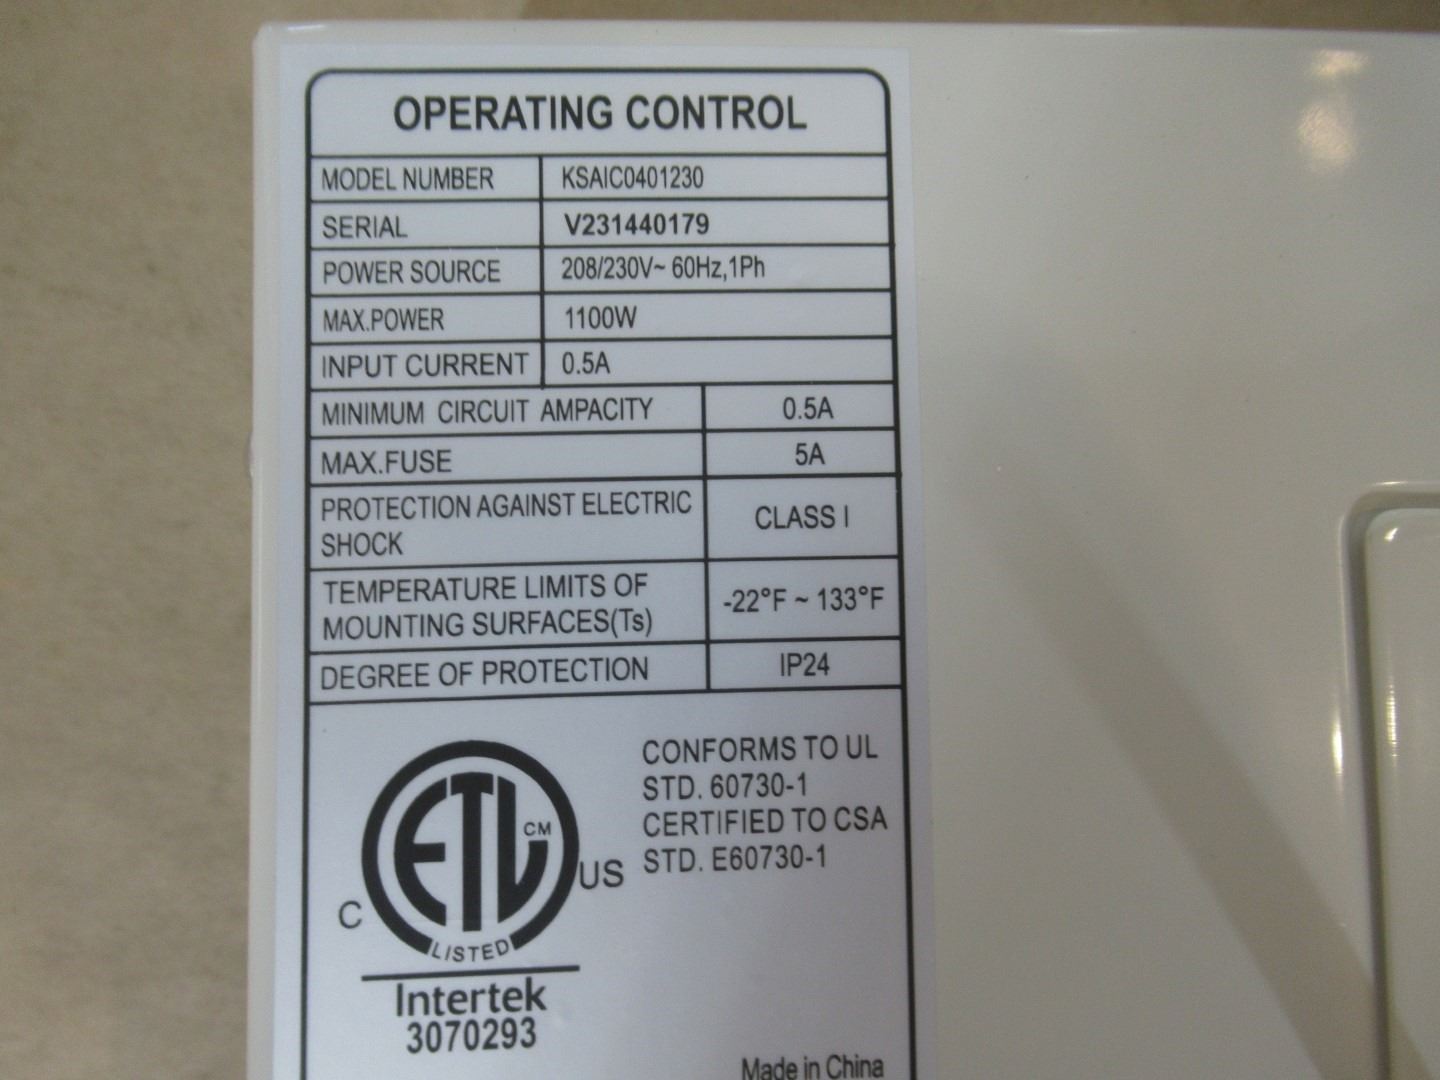 OPERATING CONTROL
MODEL NUMBER KSAIC0401230
SERIAL V231440179
POWER SOURCE 208/230V~ 60Hz,1Ph
MAX.POWER 1100W
INPUT CURRENT 0.5A
MINIMUM CIRCUIT AMPACITY 0.5A
MAX.FUSE 5A
PROTECTION AGAINST ELECTRIC
SHOCK
CLASS I
TEMPERATURE LIMITS OF
MOUNTING SURFACES(Ts)
-22°F ~ 133°F
DEGREE OF PROTECTION IP24
ETL CM
LISTED
C US
Intertek
3070293
CONFORMS TO UL
STD. 60730-1
CERTIFIED TO CSA
STD. E60730-1
Made in China